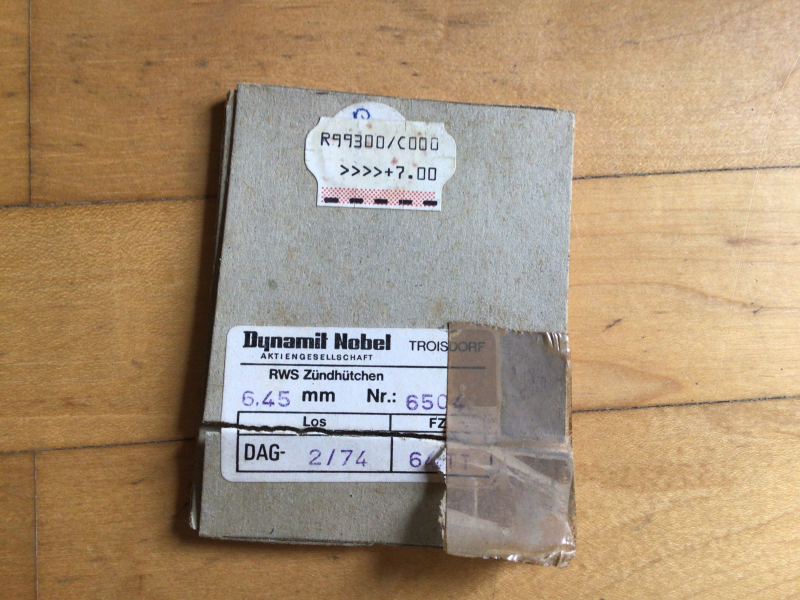 R99300/C000
>>>>+7.00
Dynamit Nobel TROISDORF
AKTIENGESELLSCHAFT
RWS Zündhütchen
6,45 mm Nr.: 6504
Los FZ
DAG- 2/74